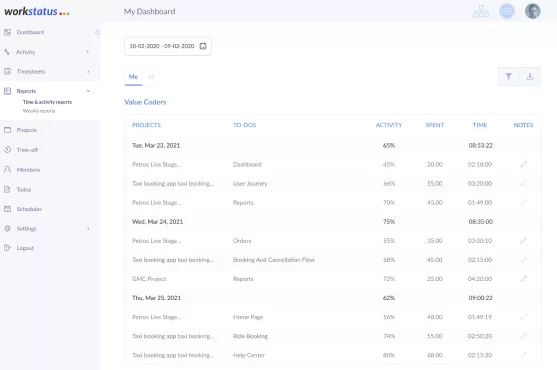 workstatus
My Dashboard
Dashboard
Activity
Timesheets
Reports
Time & activity reports
Weekly reports
Projects
Time-off
Members
Todos
Schedules
Settings
Logout
10-02-2020 - 09-02-2020
Me All
Value Coders
PROJECTS TO-DOS ACTIVITY SPENT TIME NOTES
Tue, Mar 23, 2021 65% 08:53:22
Petros Live Stage... Dashboard 45% 20.00 02:18:00
Taxi booking app taxi booking... User Journey 66% 55.00 03:20:00
Petros Live Stage... Reports 70% 45.00 01:49:00
Wed, Mar 24, 2021 75% 08:35:00
Petros Live Stage... Orders 55% 35.00 03:00:10
Taxi booking app taxi booking... Booking And Cancellation Flow 68% 45.00 02:15:00
GMC Project Reports 72% 25.00 04:20:00
Thu, Mar 25, 2021 62% 09:00:22
Petros Live Stage... Home Page 56% 48.00 01:49:19
Taxi booking app taxi booking... Ride Booking 74% 55.00 02:50:20
Taxi booking app taxi booking... Help Center 80% 68.00 02:15:20